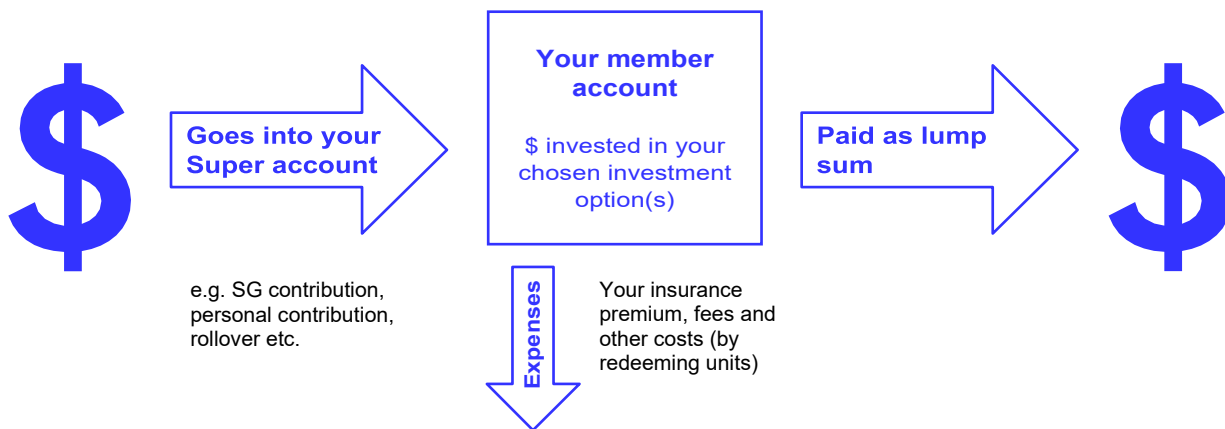 $
Goes into your
Super account
e.g. SG contribution,
personal contribution,
rollover etc.
Your member
account
$ invested in your
chosen investment
option(s)
Expenses
Your insurance
premium, fees and
other costs (by
redeeming units)
Paid as lump
sum
$